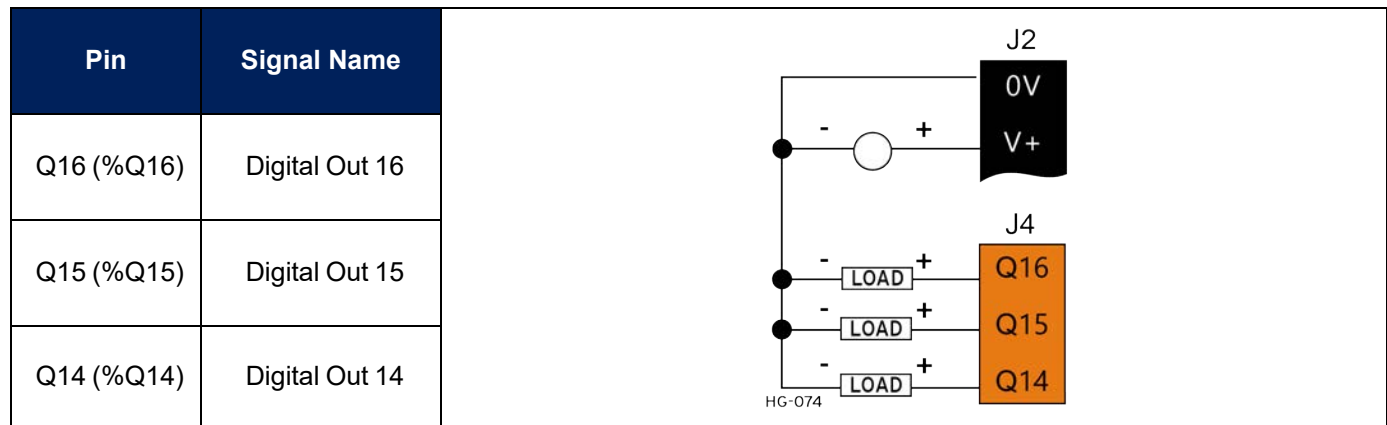 Pin Signal Name
Q16 (%Q16) Digital Out 16
Q15 (%Q15) Digital Out 15
Q14 (%Q14) Digital Out 14
J2
0V
- +
V+
J4
- LOAD + Q16
- LOAD + Q15
- LOAD + Q14
HG-074